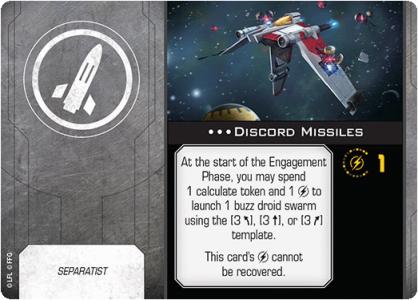 •••Discord Missiles
At the start of the Engagement
Phase, you may spend
1 calculate token and 1 to
launch 1 buzz droid swarm
using the [3 ↰], [3 ↑], or [3 ↱]
template.
This card's cannot
be recovered.
1
SEPARATIST
© LFL © FFG